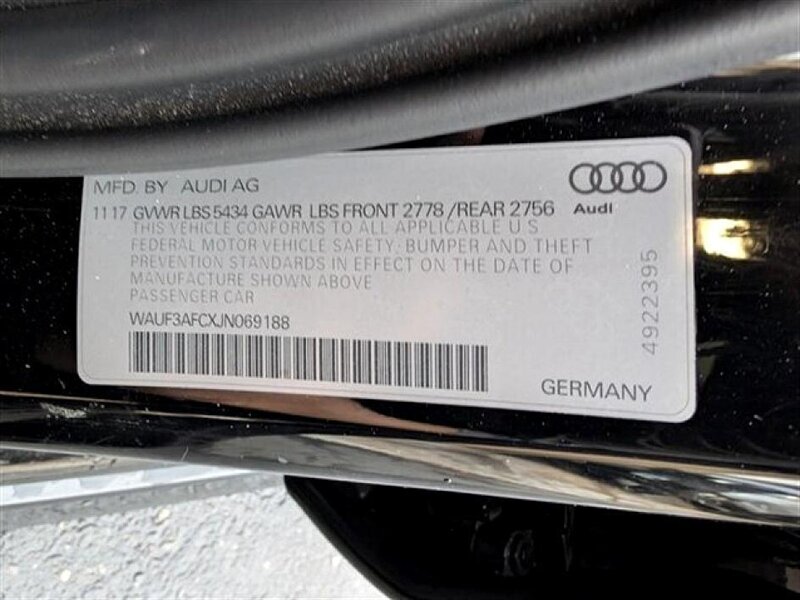 MFD. BY AUDI AG
11 17 GVWR LBS 5434 GAWR LBS FRONT 2778 /REAR 2756
Audi
THIS VEHICLE CONFORMS TO ALL APPLICABLE U S
FEDERAL MOTOR VEHICLE SAFETY, BUMPER AND THEFT
PREVENTION STANDARDS IN EFFECT ON THE DATE OF
MANUFACTURE SHOWN ABOVE
PASSENGER CAR
WAUF3AFCXJN069188
4922395
GERMANY